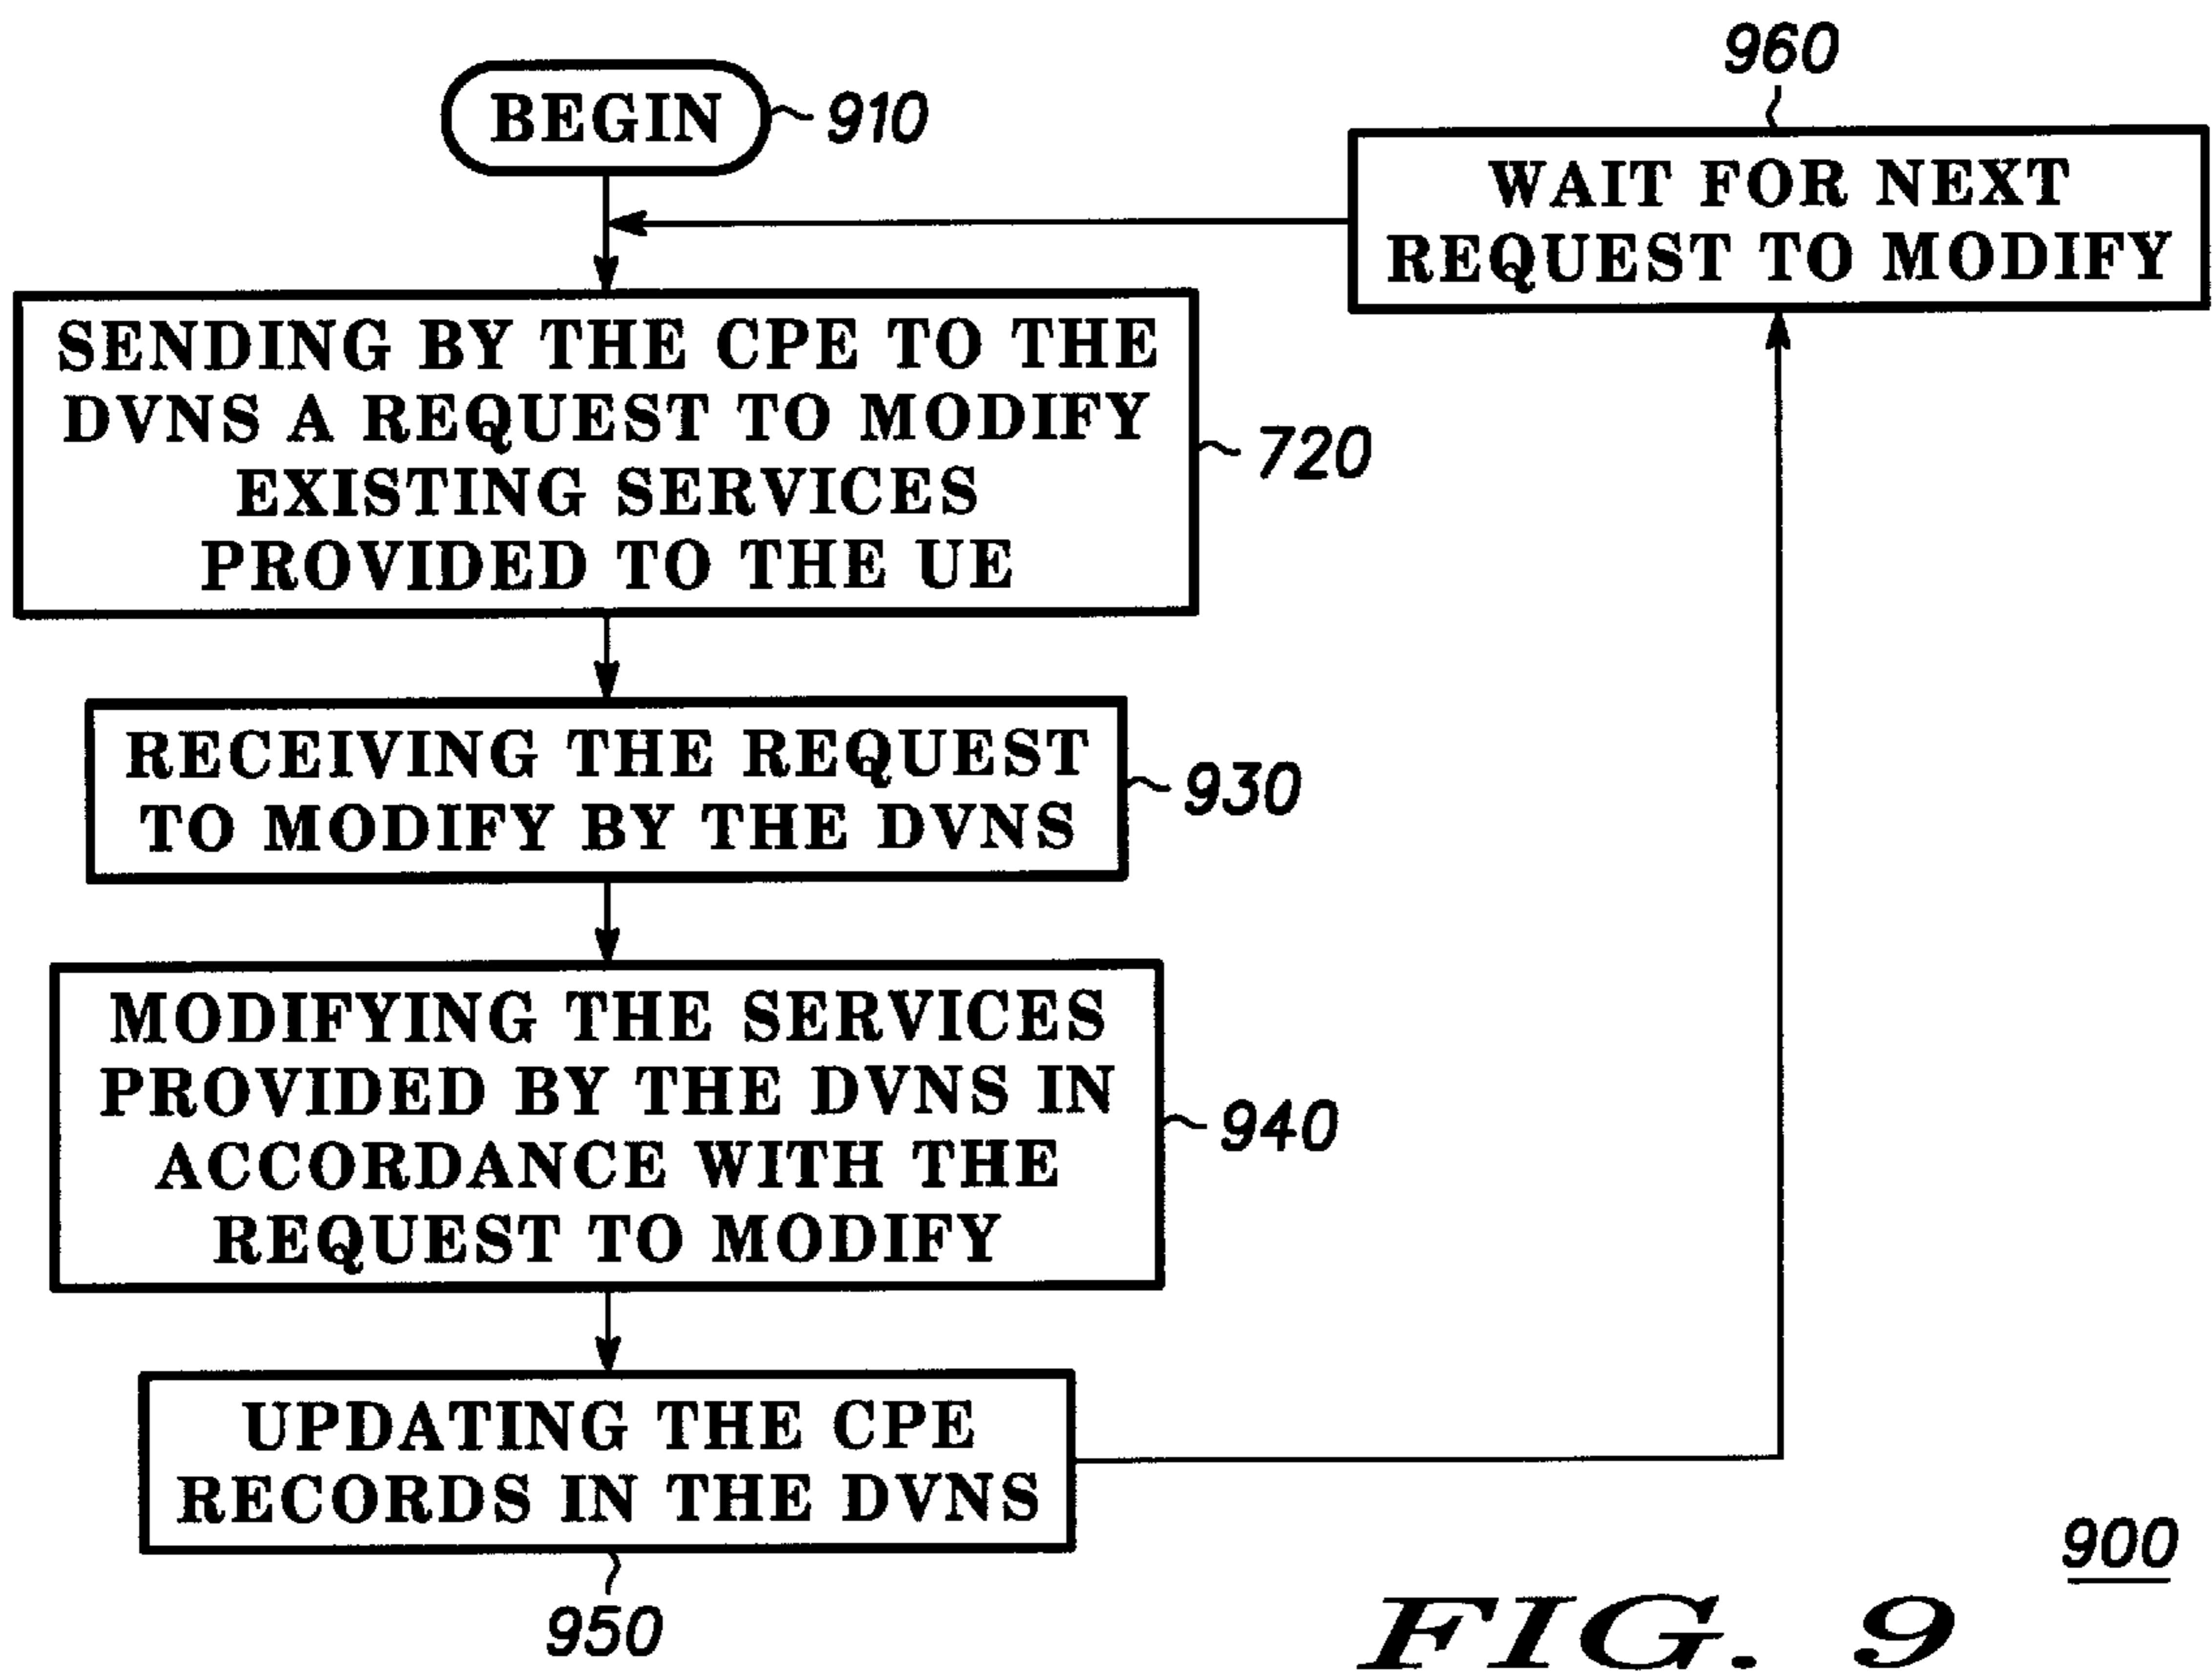 BEGIN
910
960
WAIT FOR NEXT
REQUEST TO MODIFY
SENDING BY THE CPE TO THE
DVNS A REQUEST TO MODIFY
EXISTING SERVICES
PROVIDED TO THE UE
720
RECEIVING THE REQUEST
TO MODIFY BY THE DVNS
930
MODIFYING THE SERVICES
PROVIDED BY THE DVNS IN
ACCORDANCE WITH THE
REQUEST TO MODIFY
940
UPDATING THE CPE
RECORDS IN THE DVNS
950
900
FIG. 9